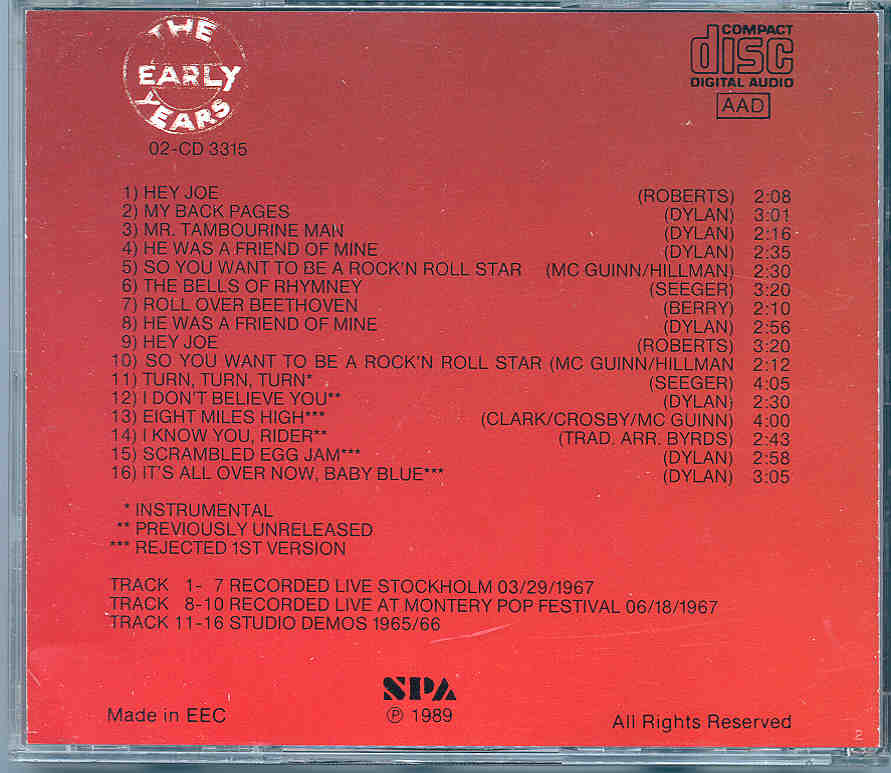 THE
EARLY
YEARS
COMPACT
disc
DIGITAL AUDIO
AAD
02-CD 3315
1) HEY JOE (ROBERTS) 2:08
2) MY BACK PAGES (DYLAN) 3:01
3) MR. TAMBOURINE MAN (DYLAN) 2:16
4) HE WAS A FRIEND OF MINE (DYLAN) 2:35
5) SO YOU WANT TO BE A ROCK'N ROLL STAR (MC GUINN/HILLMAN) 2:30
6) THE BELLS OF RHYMNEY (SEEGER) 3:20
7) ROLL OVER BEETHOVEN (BERRY) 2:10
8) HE WAS A FRIEND OF MINE (DYLAN) 2:56
9) HEY JOE (ROBERTS) 3:20
10) SO YOU WANT TO BE A ROCK'N ROLL STAR (MC GUINN/HILLMAN 2:12
11) TURN, TURN, TURN* (SEEGER) 4:05
12) I DON'T BELIEVE YOU** (DYLAN) 2:30
13) EIGHT MILES HIGH*** (CLARK/CROSBY/MC GUINN) 4:00
14) I KNOW YOU, RIDER** (TRAD. ARR. BYRDS) 2:43
15) SCRAMBLED EGG JAM*** (DYLAN) 2:58
16) IT'S ALL OVER NOW, BABY BLUE*** (DYLAN) 3:05
* INSTRUMENTAL
** PREVIOUSLY UNRELEASED
*** REJECTED 1ST VERSION
TRACK 1- 7 RECORDED LIVE STOCKHOLM 03/29/1967
TRACK 8-10 RECORDED LIVE AT MONTERY POP FESTIVAL 06/18/1967
TRACK 11-16 STUDIO DEMOS 1965/66
SPA
Made in EEC ℗ 1989 All Rights Reserved
2